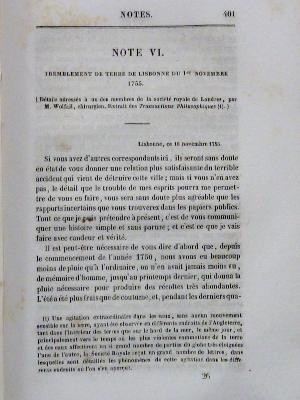 NOTES. 401
NOTE VI.
TREMBLEMENT DE TERRE DE LISBONNE DU 1er NOVEMBRE
1755.
(Détails adressés à un des membres de la société royale de Londres, par
M. Wolfall, chirurgien. Extrait des Transactions Philosophiques (1).)
Lisbonne, ce 18 novembre 1755.
Si vous avez d'autres correspondants ici, ils seront sans doute
en état de vous donner une relation plus satisfaisante du terrible
accident qui vient de détruire cette ville; mais si vous n'en avez
pas, le détail que le trouble de mes esprits pourra me permet-
tre de vous en faire, vous sera sans doute plus agréable que les
rapports incertains que vous trouverez dans les papiers publics.
Tout ce que je puis prétendre à présent, c'est de vous communi-
quer une histoire simple et sans parure; et c'est ce que je vais
faire avec candeur et vérité.
Il est peut-être nécessaire de vous dire d'abord que, depuis
le commencement de l'année 1750, nous avons eu beaucoup
moins de pluie qu'à l'ordinaire, on n'en avait jamais moins eu,
de mémoire d'homme, jusqu'au printemps dernier, qui donna la
pluie nécessaire pour produire des récoltes très abondantes.
L'été a été plus frais que de coutume, et, pendant les derniers qua-
(1) Une agitation extraordinaire dans les eaux, sans aucun mouvement
sensible sur la terre, ayant été observée en différents endroits de l'Angleterre,
tant dans l'intérieur des terres que sur le bord de la mer, le même jour, et
principalement vers le temps où les plus violentes commotions de la terre
et des eaux affectèrent un si grand nombre de parties du globe très éloignées
l'une de l'autre, la Société Royale reçut un grand nombre de lettres, dans
lesquelles sont détaillés les phénomènes de cette agitation dans les diffé-
rens endroits où l'on s'en aperçut.
26